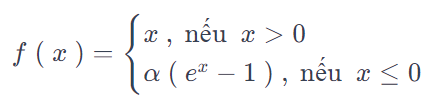 f ( x ) = { x , nếu x > 0
α ( e^x − 1 ) , nếu x ≤ 0